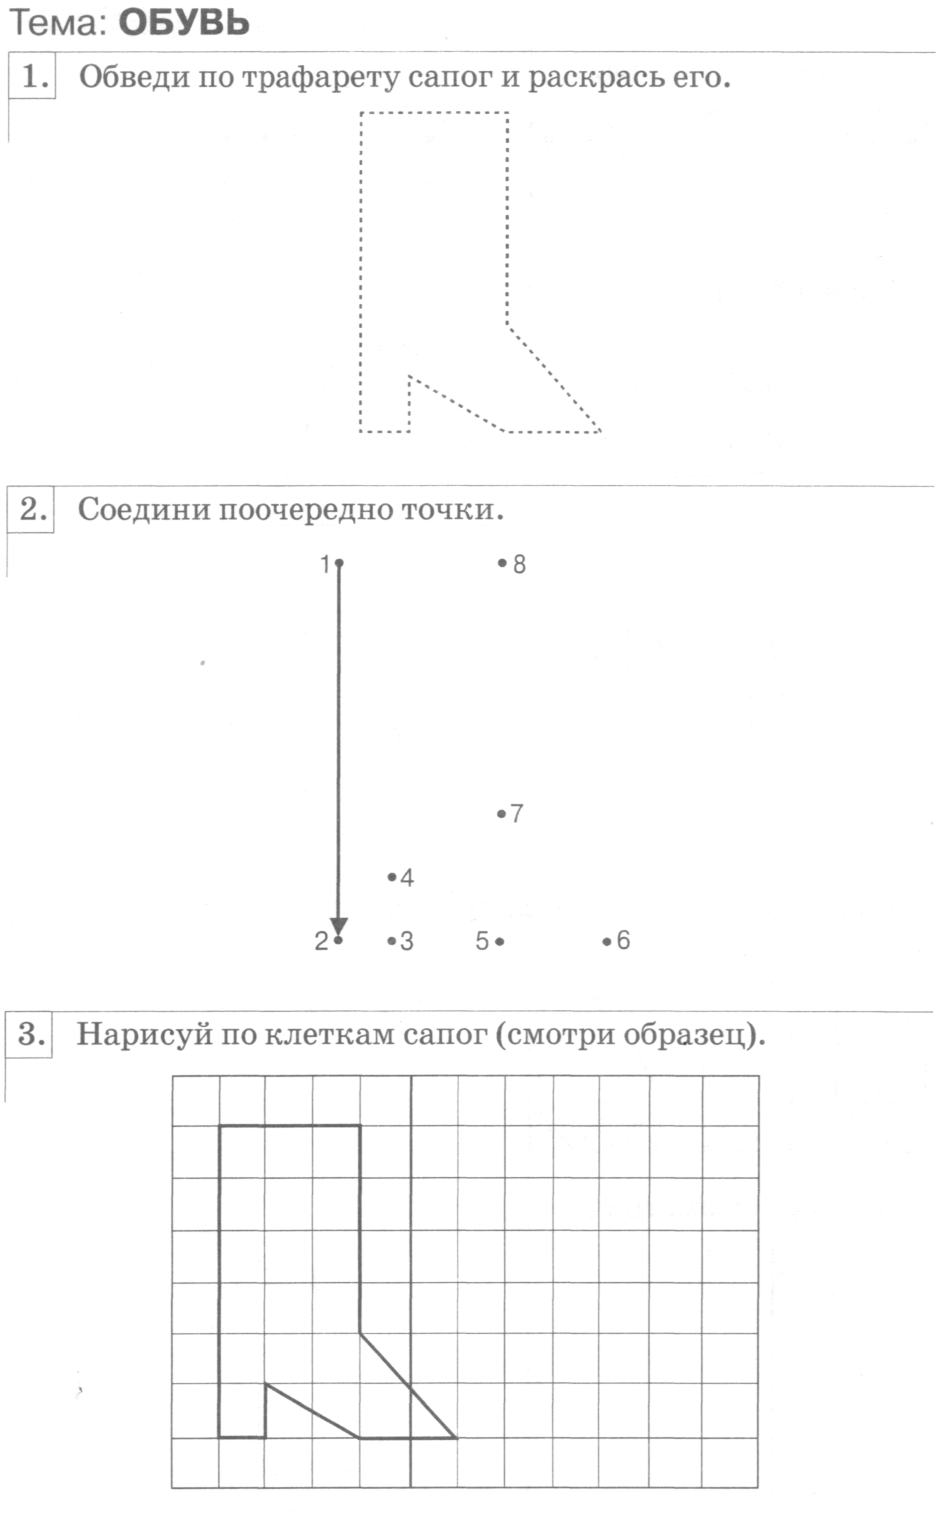 Тема: ОБУВЬ
1. Обведи по трафарету сапог и раскрась его.
2. Соедини поочередно точки.
1 8
7
4
2 3 5 6
3. Нарисуй по клеткам сапог (смотри образец).